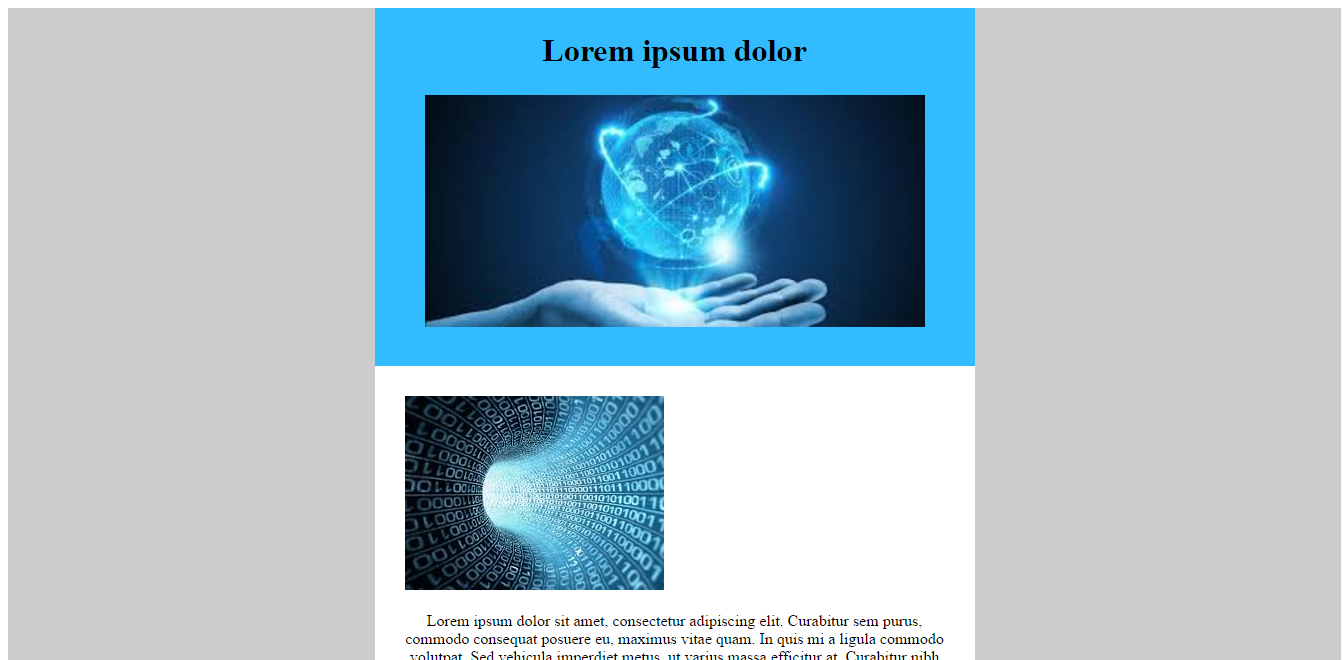 Lorem ipsum dolor
Lorem ipsum dolor sit amet, consectetur adipiscing elit. Curabitur sem purus,
commodo consequat posuere eu, maximus vitae quam. In quis mi a ligula commodo
volutpat. Sed vehicula imperdiet metus, ut varius massa efficitur at. Curabitur nibh